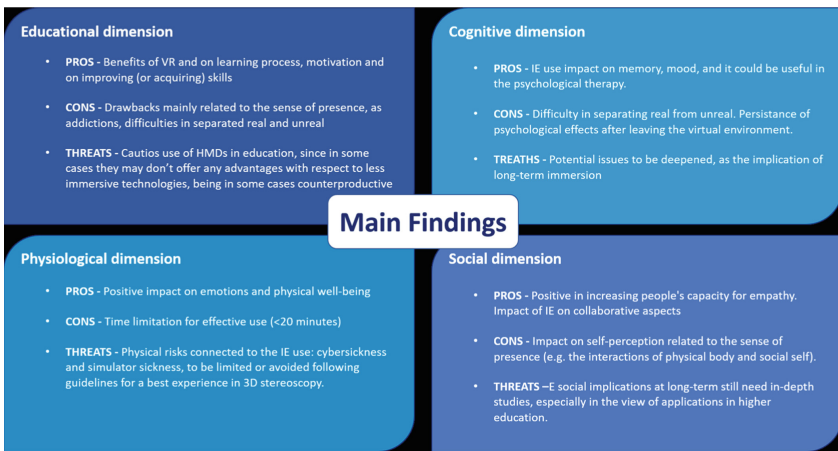 Educational dimension
• PROS - Benefits of VR and on learning process, motivation and
on improving (or acquiring) skills
• CONS - Drawbacks mainly related to the sense of presence, as
addictions, difficulties in separated real and unreal
• THREATS - Cautios use of HMDs in education, since in some
cases they may don’t offer any advantages with respect to less
immersive technologies, being in some cases counterproductive
Cognitive dimension
• PROS - IE use impact on memory, mood, and it could be useful in
the psychological therapy.
• CONS - Difficulty in separating real from unreal. Persistance of
psychological effects after leaving the virtual environment.
• TREATHS - Potential issues to be deepened, as the implication of
long-term immersion
Main Findings
Physiological dimension
• PROS - Positive impact on emotions and physical well-being
• CONS - Time limitation for effective use (<20 minutes)
• THREATS - Physical risks connected to the IE use: cybersickness
and simulator sickness, to be limited or avoided following
guidelines for a best experience in 3D stereoscopy.
Social dimension
• PROS - Positive in increasing people's capacity for empathy.
Impact of IE on collaborative aspects
• CONS - Impact on self-perception related to the sense of
presence (e.g. the interactions of physical body and social self).
• THREATS –E social implications at long-term still need in-depth
studies, especially in the view of applications in higher
education.